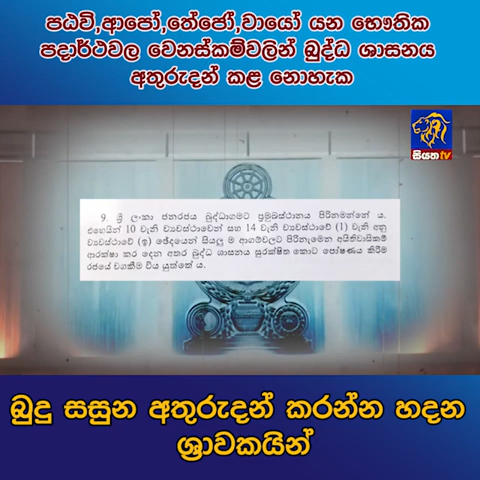 පඨවි,ආපෝ,තේජෝ,වායෝ යන භෞතික
පදාර්ථවල වෙනස්කම්වලින් බුද්ධ ශාසනය
අතුරුදන් කළ නොහැක
සියත tv
9. ශ්‍රී ලංකා ජනරජය බුද්ධාගමට ප්‍රමුඛස්ථානය පිරිනමන්නේ ය.
එහෙයින් 10 වැනි ව්‍යවස්ථාවෙන් සහ 14 වැනි ව්‍යවස්ථාවේ (1) වැනි අනු
ව්‍යවස්ථාවේ (ඉ) ඡේදයෙන් සියලු ම ආගම්වලට පිරිනැමෙන අයිතිවාසිකම්
ආරක්ෂා කර දෙන අතර බුද්ධ ශාසනය සුරක්ෂිත කොට පෝෂණය කිරීම
රජයේ වගකීම විය යුත්තේ ය.
බුදු සසුන අතුරුදන් කරන්න හදන
ශ්‍රාවකයින්